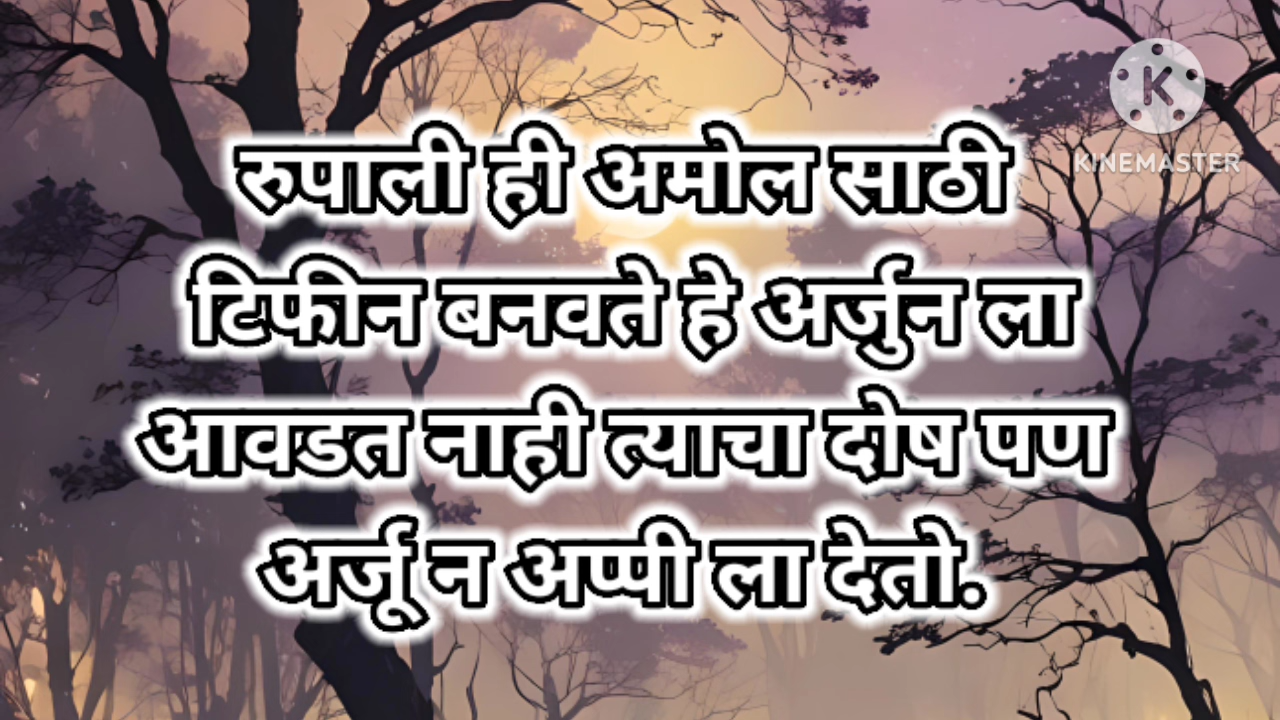 रुपाली ही अमोल साठी
KINEMASTER
टिफीन बनवते हे अर्जुन ला
आवडत नाही त्याचा दोष पण
अर्जू न अप्पी ला देतो.